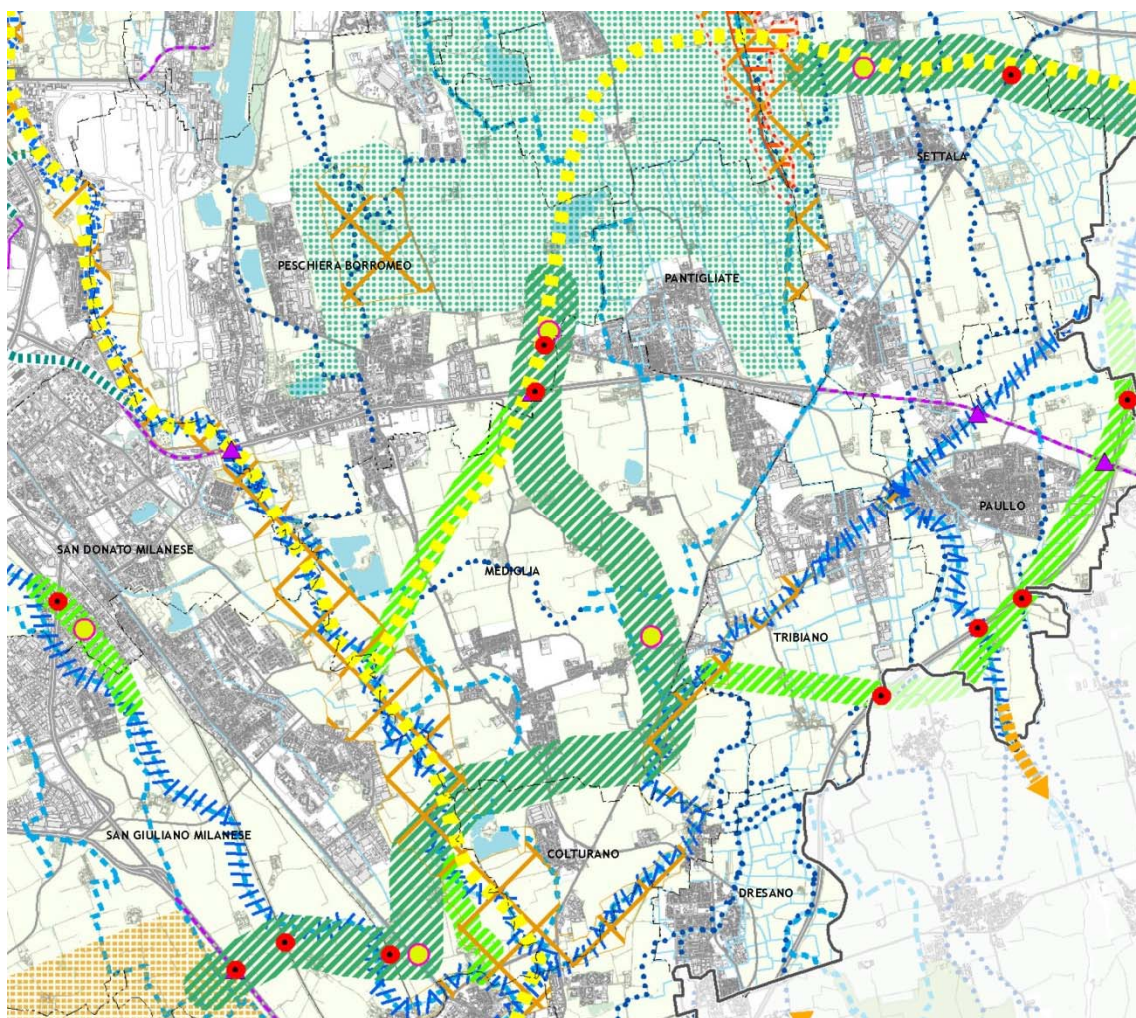 SETTALA
PESCHIERA BORROMEO
PANTIGLIATE
PAULLO
SAN DONATO MILANESE
MEDIGLIA
TRIBIANO
SAN GIULIANO MILANESE
COLTURANO
DRESANO